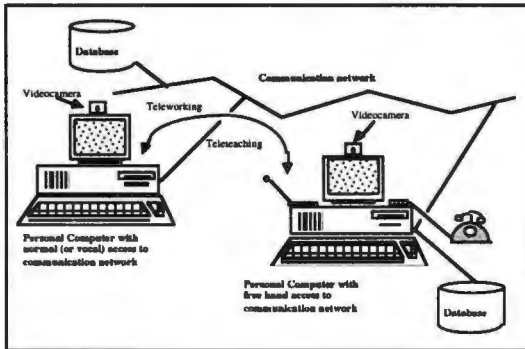 Database
Communication network
Videocamera
Teleworking
Videocamera
Teleteaching
Personal Computer with
normal (or vocal) access to
communication network
Personal Computer with
free hand access to
communication network
Database